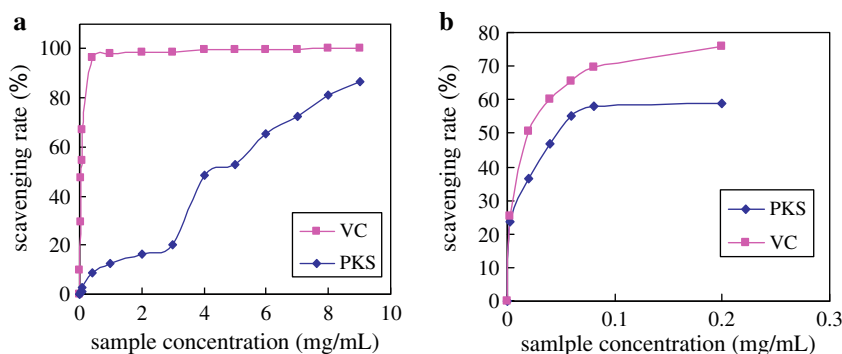 a
scavenging rate (%)
100
80
60
40
20
0
0 2 4 6 8 10
sample concentration (mg/mL)
VC
PKS
b
scavenging rate (%)
80
70
60
50
40
30
20
10
0
0 0.1 0.2 0.3
samlple concentration (mg/mL)
PKS
VC